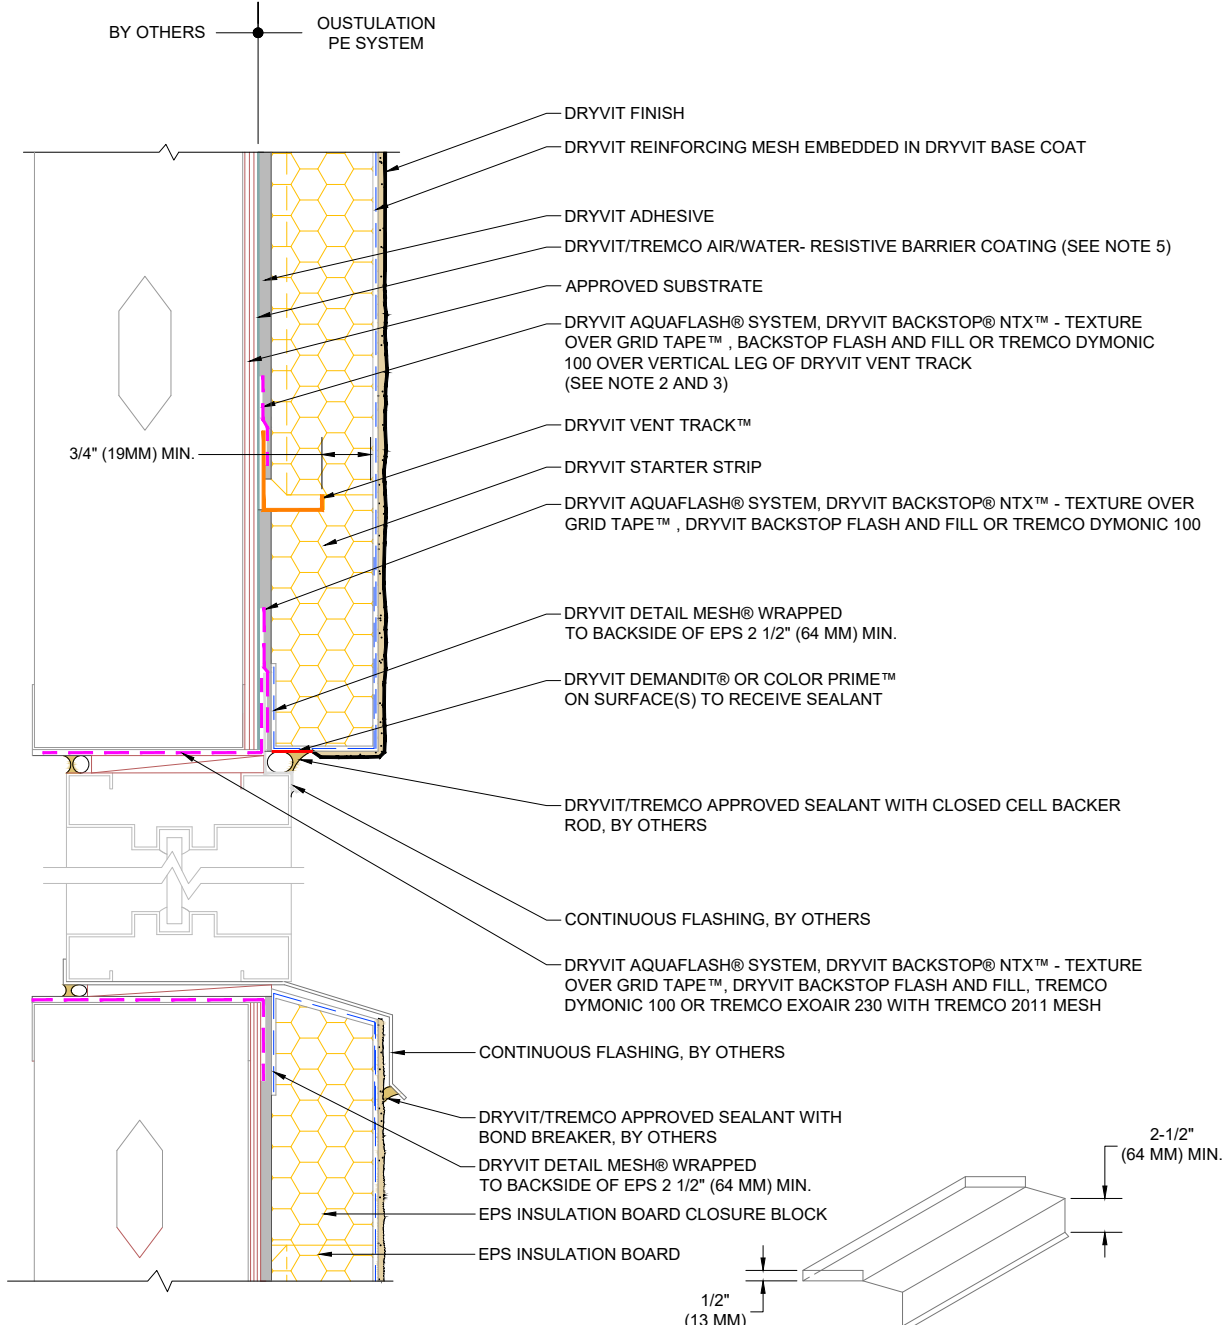 BY OTHERS
OUSTULATION
PE SYSTEM
DRYVIT FINISH
DRYVIT REINFORCING MESH EMBEDDED IN DRYVIT BASE COAT
DRYVIT ADHESIVE
DRYVIT/TREMCO AIR/WATER- RESISTIVE BARRIER COATING (SEE NOTE 5)
APPROVED SUBSTRATE
DRYVIT AQUAFLASH® SYSTEM, DRYVIT BACKSTOP® NTX™ - TEXTURE
OVER GRID TAPE™ , BACKSTOP FLASH AND FILL OR TREMCO DYMONIC
100 OVER VERTICAL LEG OF DRYVIT VENT TRACK
(SEE NOTE 2 AND 3)
DRYVIT VENT TRACK™
3/4" (19MM) MIN.
DRYVIT STARTER STRIP
DRYVIT AQUAFLASH® SYSTEM, DRYVIT BACKSTOP® NTX™ - TEXTURE OVER
GRID TAPE™ , DRYVIT BACKSTOP FLASH AND FILL OR TREMCO DYMONIC 100
DRYVIT DETAIL MESH® WRAPPED
TO BACKSIDE OF EPS 2 1/2" (64 MM) MIN.
DRYVIT DEMANDIT® OR COLOR PRIME™
ON SURFACE(S) TO RECEIVE SEALANT
DRYVIT/TREMCO APPROVED SEALANT WITH CLOSED CELL BACKER
ROD, BY OTHERS
CONTINUOUS FLASHING, BY OTHERS
DRYVIT AQUAFLASH® SYSTEM, DRYVIT BACKSTOP® NTX™ - TEXTURE
OVER GRID TAPE™, DRYVIT BACKSTOP FLASH AND FILL, TREMCO
DYMONIC 100 OR TREMCO EXOAIR 230 WITH TREMCO 2011 MESH
CONTINUOUS FLASHING, BY OTHERS
DRYVIT/TREMCO APPROVED SEALANT WITH
BOND BREAKER, BY OTHERS
DRYVIT DETAIL MESH® WRAPPED
TO BACKSIDE OF EPS 2 1/2" (64 MM) MIN.
EPS INSULATION BOARD CLOSURE BLOCK
EPS INSULATION BOARD
2-1/2"
(64 MM) MIN.
1/2"
(13 MM)